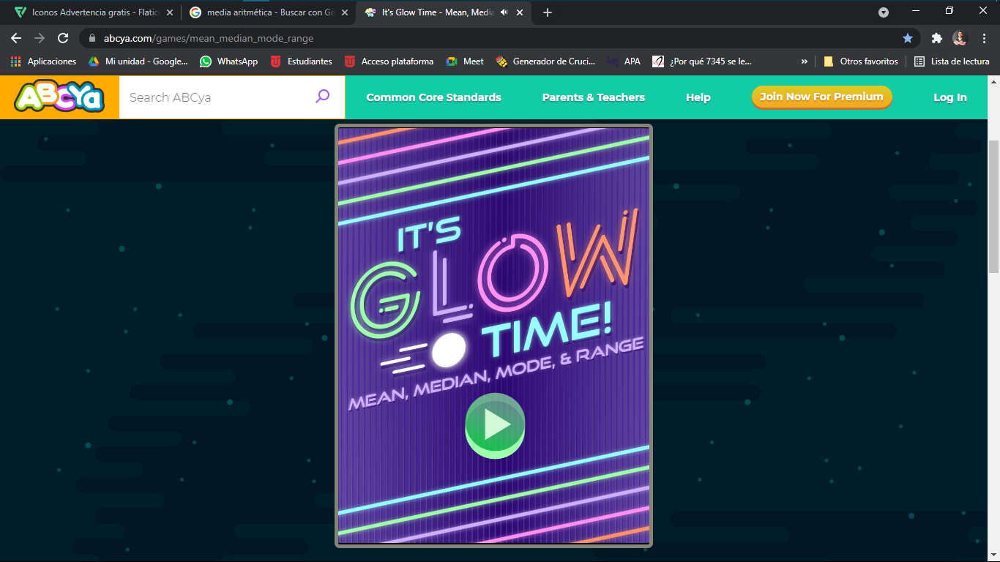 Iconos Advertencia gratis - Flatico
media aritmética - Buscar con Go
It's Glow Time - Mean, Media
abcya.com/games/mean_median_mode_range
Aplicaciones
Mi unidad - Google...
WhatsApp
Estudiantes
Acceso plataforma
Meet
Generador de Cruci...
APA
¿Por qué 7345 se le...
»
Otros favoritos
Lista de lectura
ABCYa
Search ABCya
Common Core Standards
Parents & Teachers
Help
Join Now For Premium
Log In
IT'S
GLOW
TIME!
MEAN, MEDIAN, MODE, & RANGE